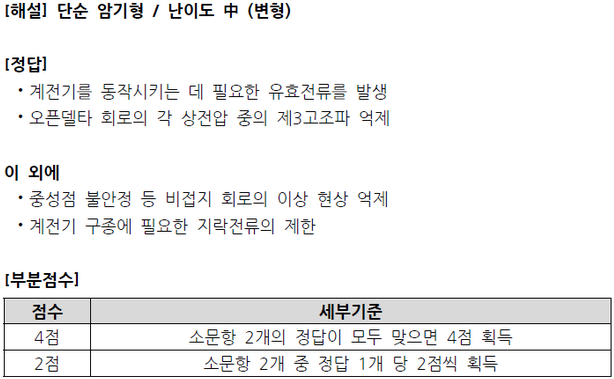 [해설] 단순 암기형 / 난이도 中 (변형)
[정답]
• 계전기를 동작시키는 데 필요한 유효전류를 발생
• 오픈델타 회로의 각 상전압 중의 제3고조파 억제
이 외에
• 중성점 불안정 등 비접지 회로의 이상 현상 억제
• 계전기 구종에 필요한 지락전류의 제한
[부분점수]
점수 세부기준
4점 소문항 2개의 정답이 모두 맞으면 4점 획득
2점 소문항 2개 중 정답 1개 당 2점씩 획득